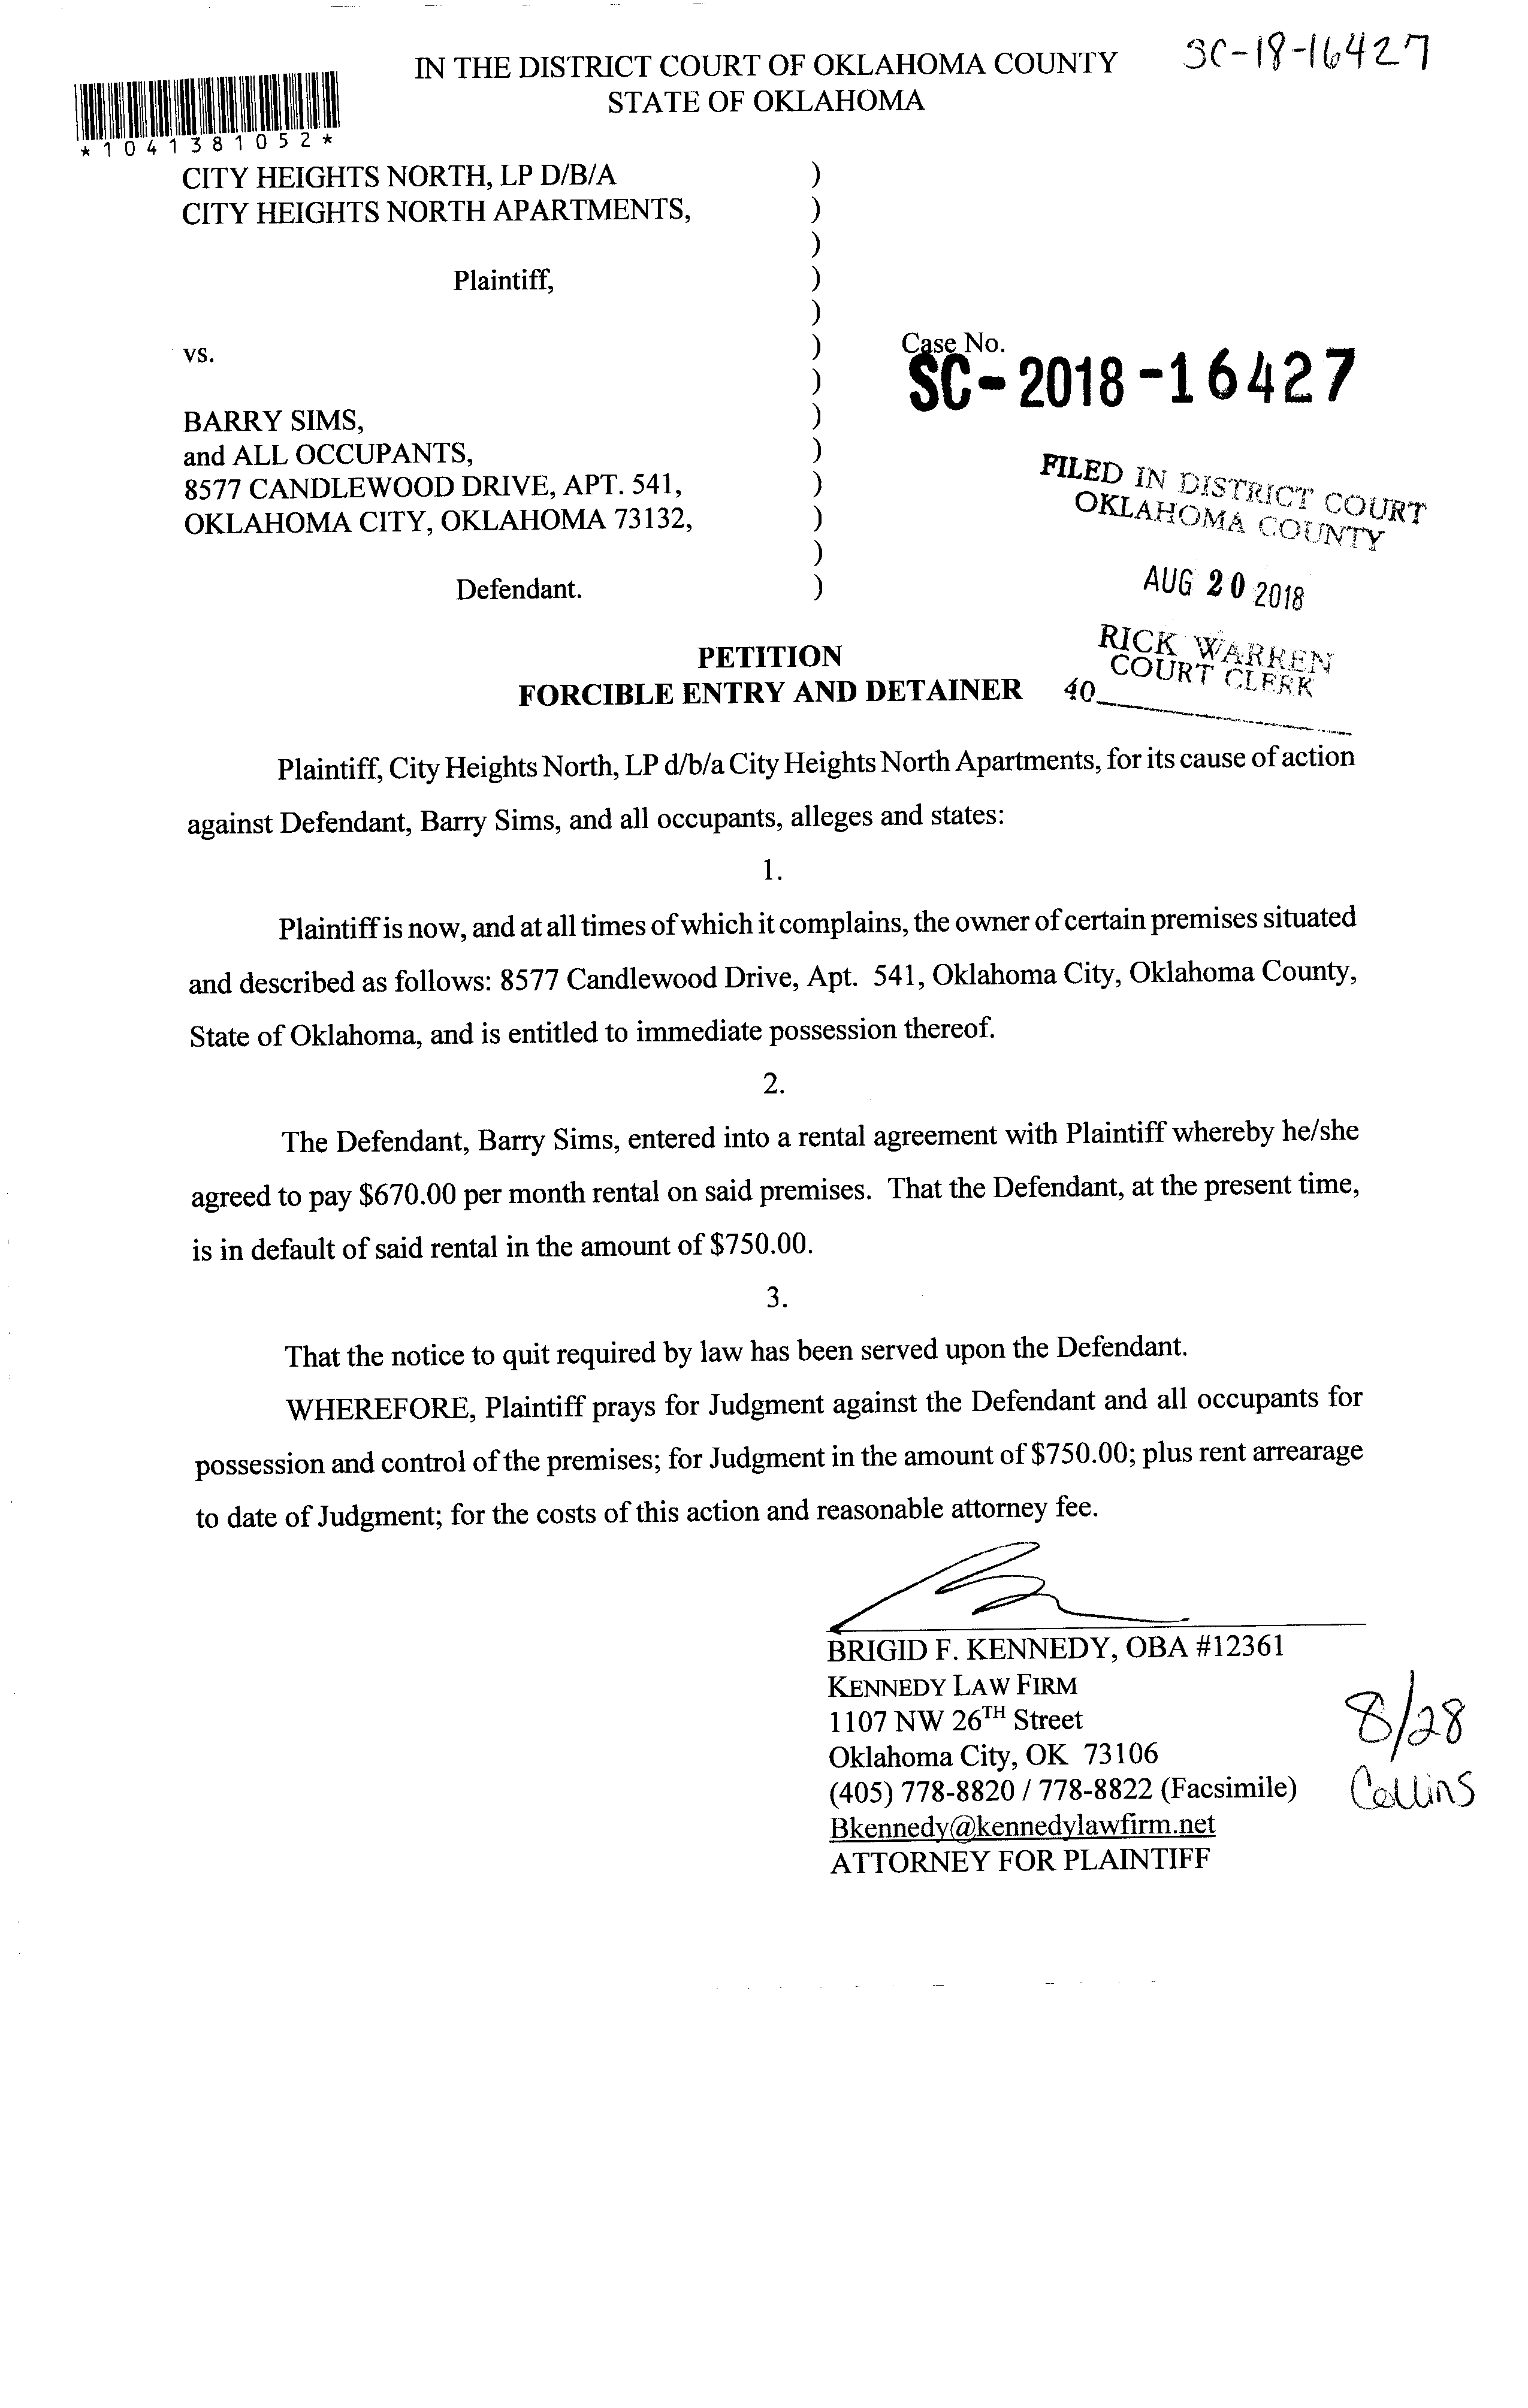 IN THE DISTRICT COURT OF OKLAHOMA COUNTY
STATE OF OKLAHOMA
SC-18-16427
*1041381052*
CITY HEIGHTS NORTH, LP D/B/A )
CITY HEIGHTS NORTH APARTMENTS, )
)
Plaintiff, )
)
vs. )
)
BARRY SIMS, )
and ALL OCCUPANTS, )
8577 CANDLEWOOD DRIVE, APT. 541, )
OKLAHOMA CITY, OKLAHOMA 73132, )
)
Defendant. )
Case No.
SC-2018-16427
FILED IN DISTRICT COURT
OKLAHOMA COUNTY
AUG 20 2018
RICK WARREN
COURT CLERK
40
PETITION
FORCIBLE ENTRY AND DETAINER
Plaintiff, City Heights North, LP d/b/a City Heights North Apartments, for its cause of action
against Defendant, Barry Sims, and all occupants, alleges and states:
1.
Plaintiff is now, and at all times of which it complains, the owner of certain premises situated
and described as follows: 8577 Candlewood Drive, Apt. 541, Oklahoma City, Oklahoma County,
State of Oklahoma, and is entitled to immediate possession thereof.
2.
The Defendant, Barry Sims, entered into a rental agreement with Plaintiff whereby he/she
agreed to pay $670.00 per month rental on said premises. That the Defendant, at the present time,
is in default of said rental in the amount of $750.00.
3.
That the notice to quit required by law has been served upon the Defendant.
WHEREFORE, Plaintiff prays for Judgment against the Defendant and all occupants for
possession and control of the premises; for Judgment in the amount of $750.00; plus rent arrearage
to date of Judgment; for the costs of this action and reasonable attorney fee.
BRIGID F. KENNEDY, OBA #12361
KENNEDY LAW FIRM
1107 NW 26TH Street
Oklahoma City, OK 73106
(405) 778-8820 / 778-8822 (Facsimile)
Bkennedy@kennedylawfirm.net
ATTORNEY FOR PLAINTIFF
8/28
Collins